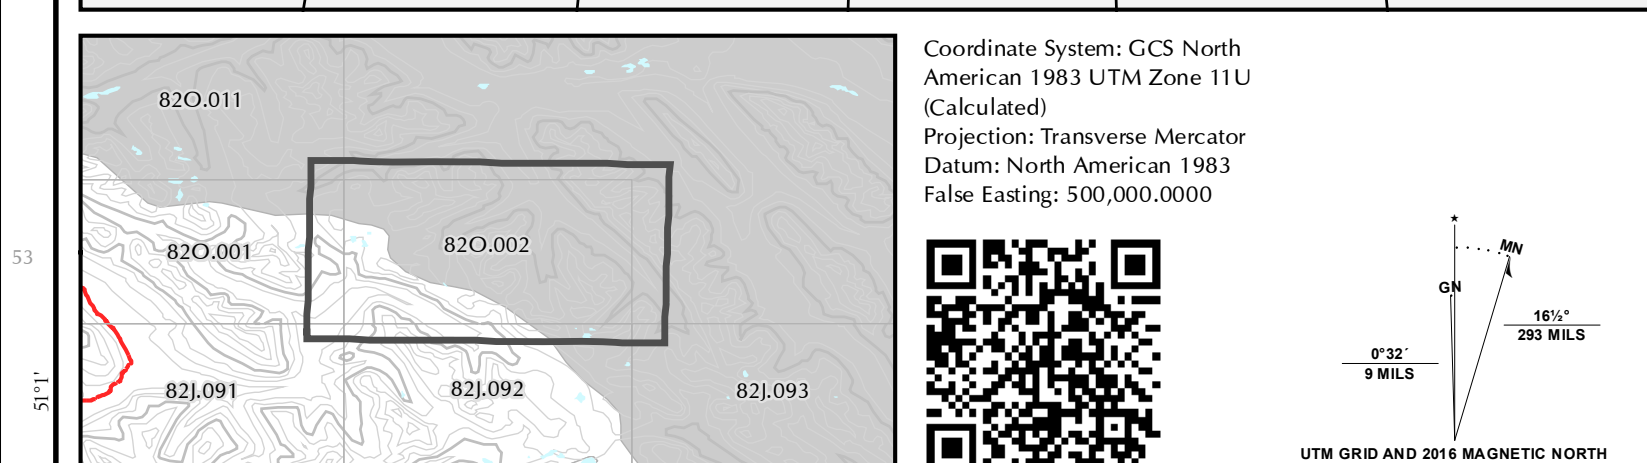 82O.011
82O.001
82O.002
82J.091
82J.092
82J.093
53
51°1'
Coordinate System: GCS North
American 1983 UTM Zone 11U
(Calculated)
Projection: Transverse Mercator
Datum: North American 1983
False Easting: 500,000.0000
MN
GN
16½°
293 MILS
0°32´
9 MILS
UTM GRID AND 2016 MAGNETIC NORTH